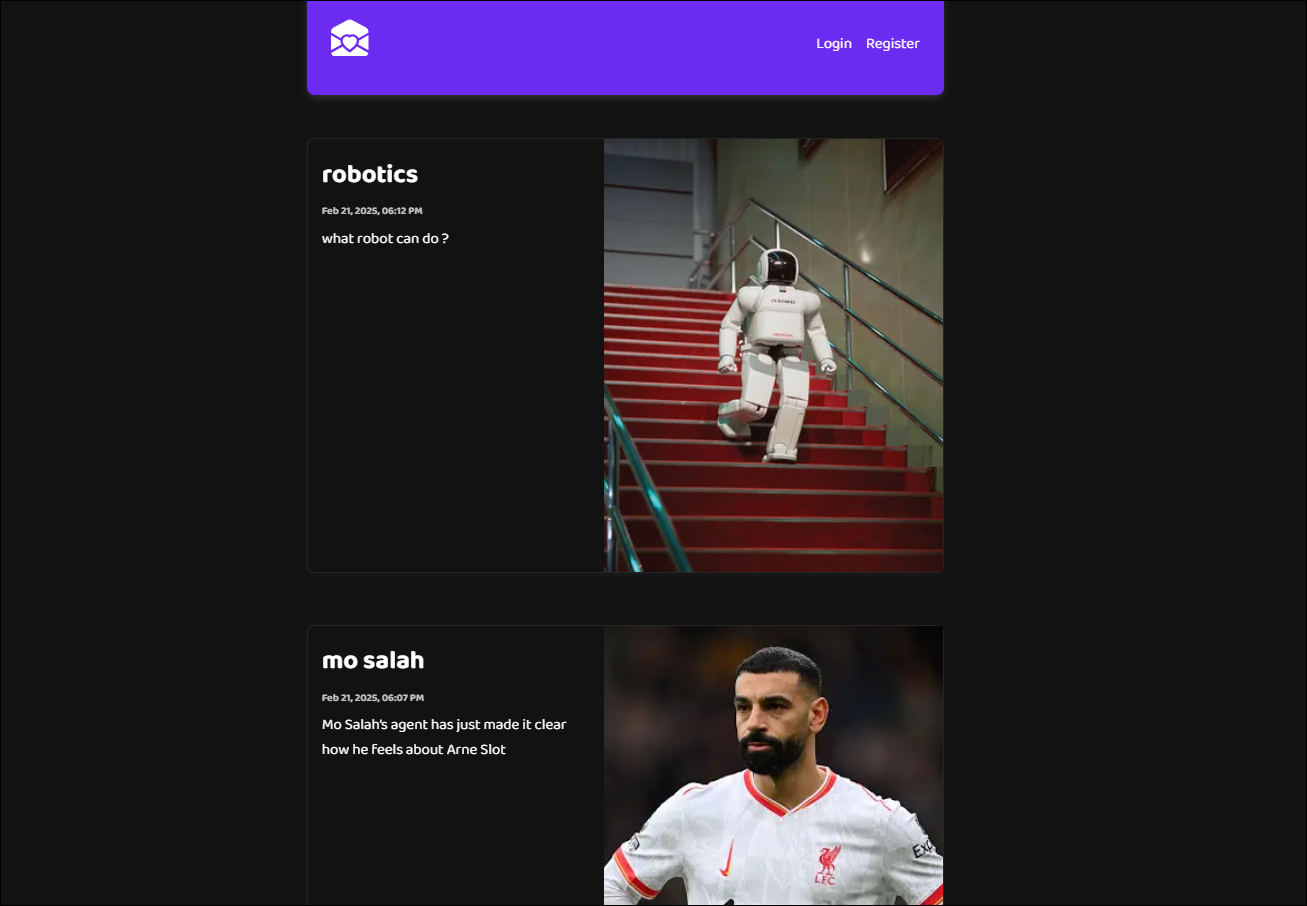 Login Register
robotics
Feb 21, 2025, 06:12 PM
what robot can do ?
ASIMO
HONDA
mo salah
Feb 21, 2025, 06:07 PM
Mo Salah's agent has just made it clear
how he feels about Arne Slot
L.F.C.